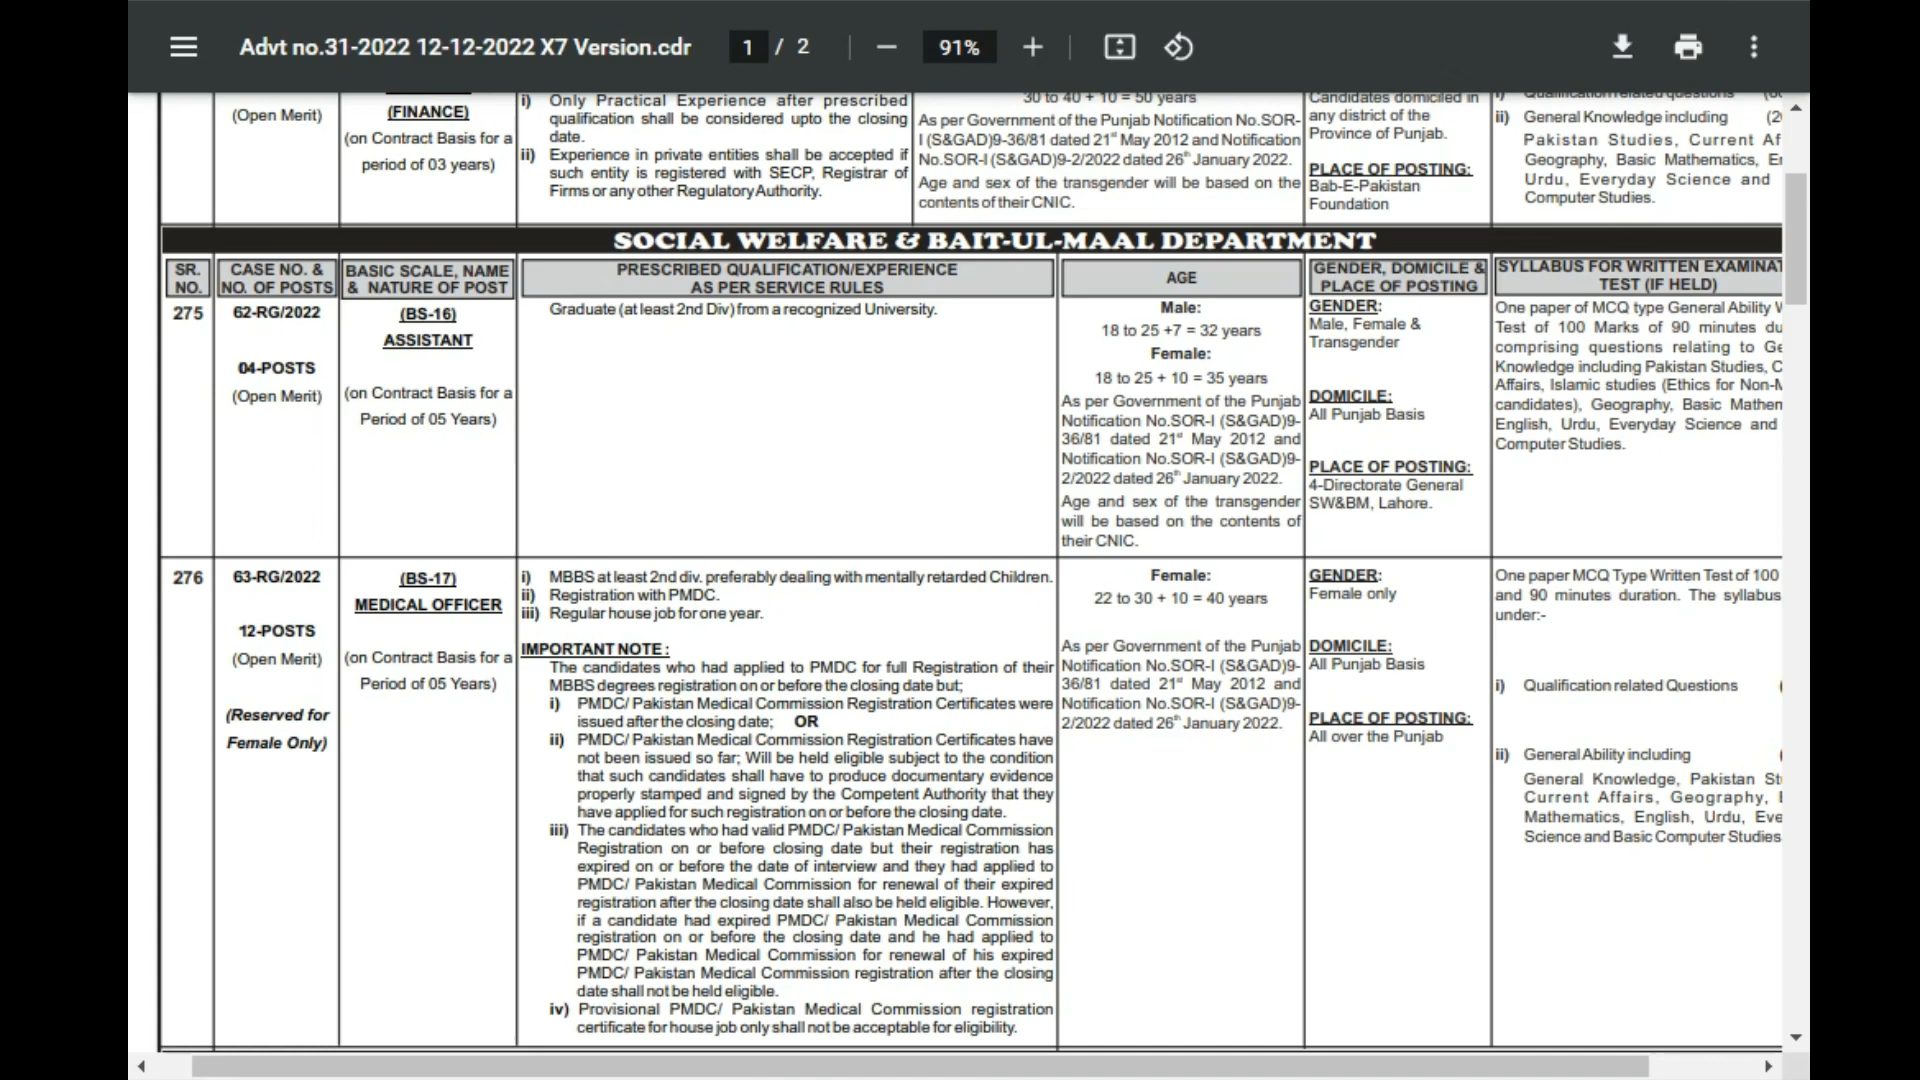 Advt no.31-2022 12-12-2022 X7 Version.cdr 1 / 2 91%
(Open Merit)
(FINANCE)
(on Contract Basis for a
period of 03 years)
i) Only Practical Experience after prescribed
qualification shall be considered upto the closing
date.
ii) Experience in private entities shall be accepted if
such entity is registered with SECP, Registrar of
Firms or any other Regulatory Authority.
30 to 40 + 10 = 50 years
As per Government of the Punjab Notification No.SOR-
I (S&GAD)9-36/81 dated 21st May 2012 and Notification
No.SOR-I (S&GAD)9-2/2022 dated 26th January 2022.
Age and sex of the transgender will be based on the
contents of their CNIC.
Candidates domiciled in
any district of the
Province of Punjab.
PLACE OF POSTING:
Bab-E-Pakistan
Foundation
i) Qualification related questions
ii) General Knowledge including
Pakistan Studies, Current
Geography, Basic Mathematics,
Urdu, Everyday Science and
Computer Studies.
SOCIAL WELFARE & BAIT-UL-MAAL DEPARTMENT
SR.
NO.
CASE NO. &
NO. OF POSTS
BASIC SCALE, NAME
& NATURE OF POST
PRESCRIBED QUALIFICATION/EXPERIENCE
AS PER SERVICE RULES
AGE
GENDER, DOMICILE &
PLACE OF POSTING
SYLLABUS FOR WRITTEN EXAMINAT
TEST (IF HELD)
275
62-RG/2022
04-POSTS
(Open Merit)
(BS-16)
ASSISTANT
(on Contract Basis for a
Period of 05 Years)
Graduate (at least 2nd Div) from a recognized University.
Male:
18 to 25 +7 = 32 years
Female:
18 to 25 + 10 = 35 years
As per Government of the Punjab
Notification No.SOR-I (S&GAD)9-
36/81 dated 21st May 2012 and
Notification No.SOR-I (S&GAD)9-
2/2022 dated 26th January 2022.
Age and sex of the transgender
will be based on the contents of
their CNIC.
GENDER:
Male, Female &
Transgender
DOMICILE:
All Punjab Basis
PLACE OF POSTING:
4-Directorate General
SW&BM, Lahore.
One paper of MCQ type General Ability
Test of 100 Marks of 90 minutes
comprising questions relating to
Knowledge including Pakistan Studies,
Affairs, Islamic studies (Ethics for
candidates), Geography, Basic
English, Urdu, Everyday Science and
Computer Studies.
276
63-RG/2022
12-POSTS
(Open Merit)
(Reserved for
Female Only)
(BS-17)
MEDICAL OFFICER
(on Contract Basis for a
Period of 05 Years)
i) MBBS at least 2nd div. preferably dealing with mentally retarded Children.
ii) Registration with PMDC.
iii) Regular house job for one year.
IMPORTANT NOTE :
The candidates who had applied to PMDC for full Registration of their
MBBS degrees registration on or before the closing date but;
i) PMDC/ Pakistan Medical Commission Registration Certificates were
issued after the closing date; OR
ii) PMDC/ Pakistan Medical Commission Registration Certificates have
not been issued so far; Will be held eligible subject to the condition
that such candidates shall have to produce documentary evidence
properly stamped and signed by the Competent Authority that they
have applied for such registration on or before the closing date.
iii) The candidates who had valid PMDC/ Pakistan Medical Commission
Registration on or before closing date but their registration has
expired on or before the date of interview and they had applied to
PMDC/ Pakistan Medical Commission for renewal of their expired
registration after the closing date shall also be held eligible. However,
if a candidate had expired PMDC/ Pakistan Medical Commission
registration on or before the closing date and he had applied to
PMDC/ Pakistan Medical Commission for renewal of his expired
PMDC/ Pakistan Medical Commission registration after the closing
date shall not be held eligible.
iv) Provisional PMDC/ Pakistan Medical Commission registration
certificate for house job only shall not be acceptable for eligibility.
Female:
22 to 30 + 10 = 40 years
As per Government of the Punjab
Notification No.SOR-I (S&GAD)9-
36/81 dated 21st May 2012 and
Notification No.SOR-I (S&GAD)9-
2/2022 dated 26th January 2022.
GENDER:
Female only
DOMICILE:
All Punjab Basis
PLACE OF POSTING:
All over the Punjab
One paper MCQ Type Written Test of 100
and 90 minutes duration. The syllabus
under:-
i) Qualification related Questions
ii) General Ability including
General Knowledge, Pakistan
Current Affairs, Geography,
Mathematics, English, Urdu,
Science and Basic Computer Studies